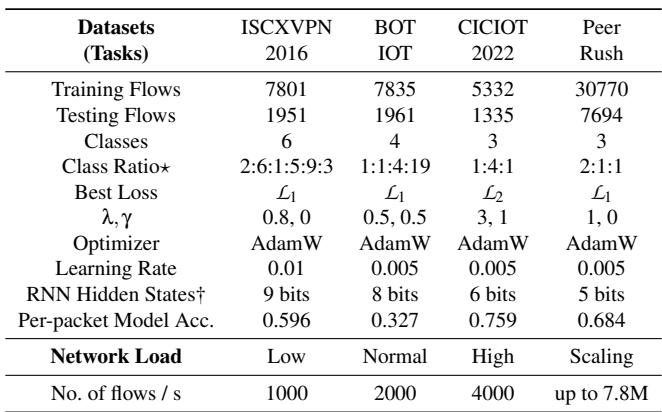 Datasets ISCXVPN BOT CICIOT Peer
(Tasks) 2016 IOT 2022 Rush
Training Flows 7801 7835 5332 30770
Testing Flows 1951 1961 1335 7694
Classes 6 4 3 3
Class Ratio⋆ 2:6:1:5:9:3 1:1:4:19 1:4:1 2:1:1
Best Loss ℒ₁ ℒ₁ ℒ₂ ℒ₁
λ, γ 0.8, 0 0.5, 0.5 3, 1 1, 0
Optimizer AdamW AdamW AdamW AdamW
Learning Rate 0.01 0.005 0.005 0.005
RNN Hidden States† 9 bits 8 bits 6 bits 5 bits
Per-packet Model Acc. 0.596 0.327 0.759 0.684
Network Load Low Normal High Scaling
No. of flows / s 1000 2000 4000 up to 7.8M